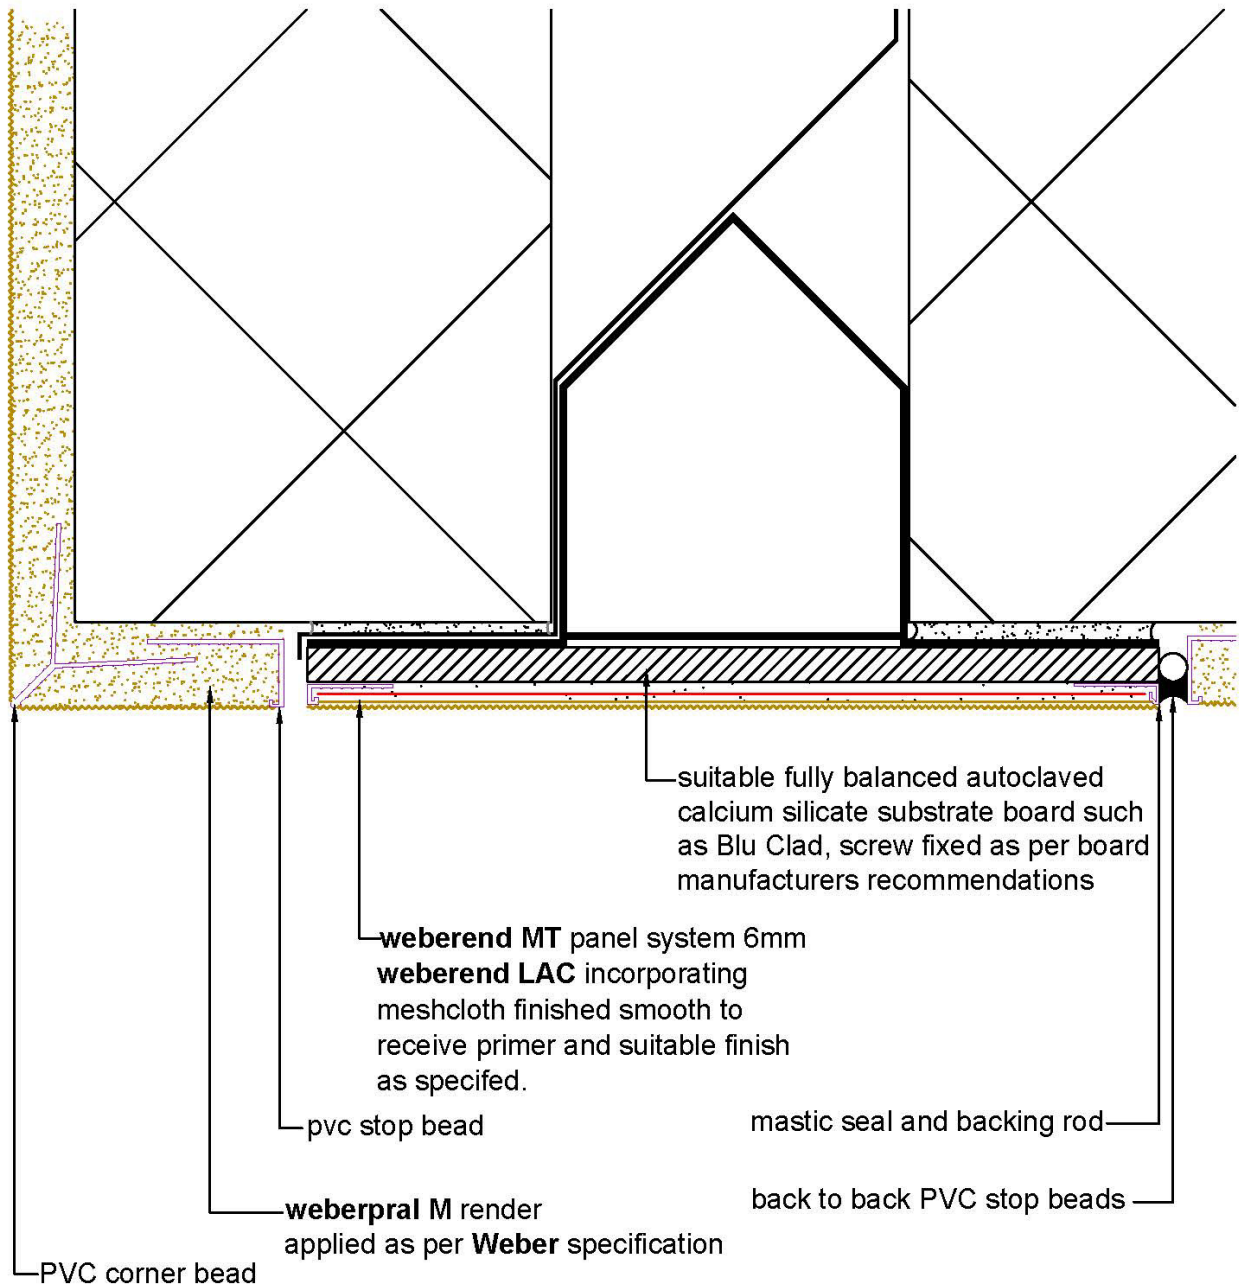 suitable fully balanced autoclaved
calcium silicate substrate board such
as Blu Clad, screw fixed as per board
manufacturers recommendations
weberend MT panel system 6mm
weberend LAC incorporating
meshcloth finished smooth to
receive primer and suitable finish
as specifed.
pvc stop bead
mastic seal and backing rod
back to back PVC stop beads
weberpral M render
applied as per Weber specification
PVC corner bead